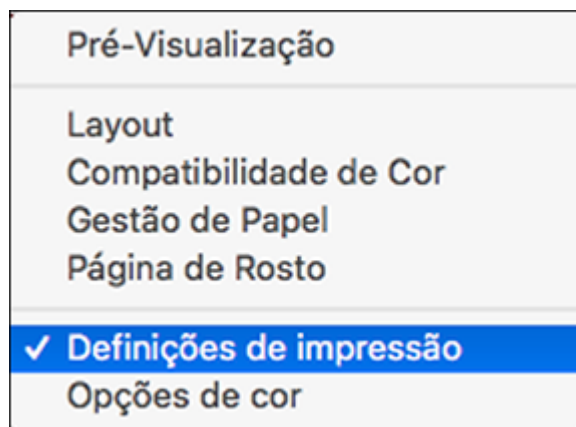 Pré-Visualização
Layout
Compatibilidade de Cor
Gestão de Papel
Página de Rosto
✓ Definições de impressão
Opções de cor